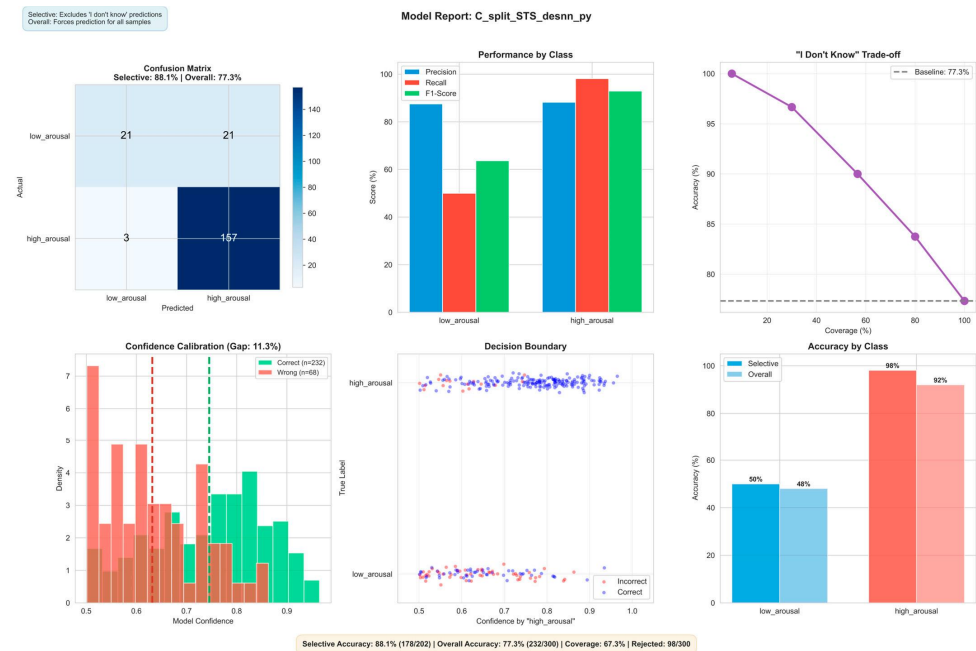 Selective: Excludes 'I don't know' predictions
Overall: Forces prediction for all samples
Model Report: C_split_STS_desnn_py
Confusion Matrix
Selective: 88.1% | Overall: 77.3%
low_arousal
high_arousal
Actual
21
21
3
157
low_arousal
high_arousal
Predicted
140
120
100
80
60
40
20
Performance by Class
Precision
Recall
F1-Score
Score (%)
100
80
60
40
20
0
low_arousal
high_arousal
"I Don't Know" Trade-off
Baseline: 77.3%
Accuracy (%)
100
95
90
85
80
20
40
60
80
100
Coverage (%)
Confidence Calibration (Gap: 11.3%)
Correct (n=232)
Wrong (n=68)
Density
7
6
5
4
3
2
1
0
0.5
0.6
0.7
0.8
0.9
Model Confidence
Decision Boundary
True Label
high_arousal
low_arousal
Incorrect
Correct
0.5
0.6
0.7
0.8
0.9
1.0
Confidence by "high_arousal"
Accuracy by Class
Selective
Overall
Accuracy (%)
100
80
60
40
20
0
50%
48%
98%
92%
low_arousal
high_arousal
Selective Accuracy: 88.1% (178/202) | Overall Accuracy: 77.3% (232/300) | Coverage: 67.3% | Rejected: 98/300